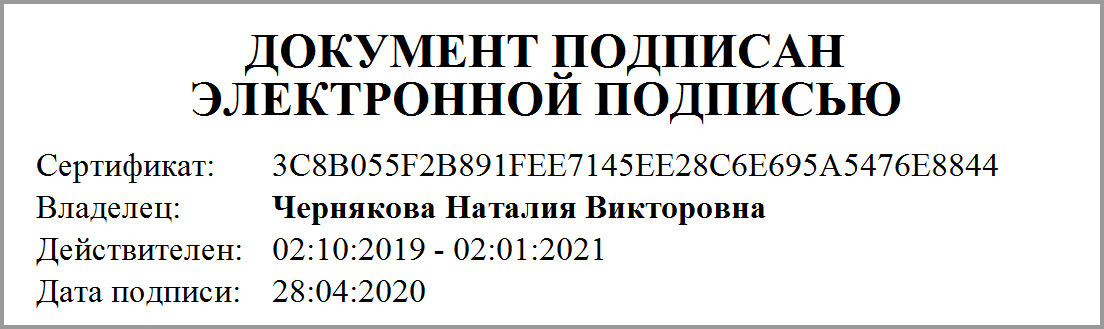 ДОКУМЕНТ ПОДПИСАН
ЭЛЕКТРОННОЙ ПОДПИСЬЮ
Сертификат: 3C8B055F2B891FEE7145EE28C6E695A5476E8844
Владелец: Чернякова Наталия Викторовна
Действителен: 02:10:2019 - 02:01:2021
Дата подписи: 28:04:2020